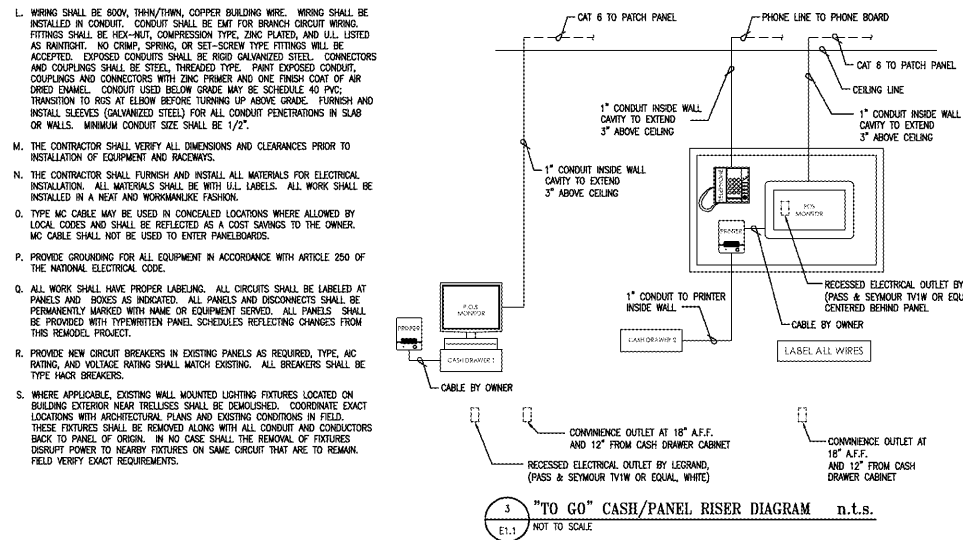 L. WIRING SHALL BE 600V, THHN/THWN, COPPER BUILDING WIRE. WIRING SHALL BE
INSTALLED IN CONDUIT. CONDUIT SHALL BE EMT FOR BRANCH CIRCUIT WIRING.
FITTINGS SHALL BE HEX-NUT, COMPRESSION TYPE, ZINC PLATED, AND U.L. LISTED
AS RAINTIGHT. NO CRIMP, SPRING, OR SET-SCREW TYPE FITTINGS WILL BE
ACCEPTED. EXPOSED CONDUITS SHALL BE RIGID GALVANIZED STEEL. CONNECTORS
AND COUPLINGS SHALL BE STEEL, THREADED TYPE. PAINT EXPOSED CONDUIT,
COUPLINGS AND CONNECTORS WITH ZINC PRIMER AND ONE FINISH COAT OF AIR
DRIED ENAMEL. CONDUIT USED BELOW GRADE MAY BE SCHEDULE 40 PVC;
TRANSITION TO RGS AT ELBOW BEFORE TURNING UP ABOVE GRADE. FURNISH AND
INSTALL SLEEVES (GALVANIZED STEEL) FOR ALL CONDUIT PENETRATIONS IN SLAB
OR WALLS. MINIMUM CONDUIT SIZE SHALL BE 1/2".
M. THE CONTRACTOR SHALL VERIFY ALL DIMENSIONS AND CLEARANCES PRIOR TO
INSTALLATION OF EQUIPMENT AND RACEWAYS.
N. THE CONTRACTOR SHALL FURNISH AND INSTALL ALL MATERIALS FOR ELECTRICAL
INSTALLATION. ALL MATERIALS SHALL BE WITH U.L. LABELS. ALL WORK SHALL BE
INSTALLED IN A NEAT AND WORKMANLIKE FASHION.
O. TYPE MC CABLE MAY BE USED IN CONCEALED LOCATIONS WHERE ALLOWED BY
LOCAL CODES AND SHALL BE REFLECTED AS A COST SAVINGS TO THE OWNER.
MC CABLE SHALL NOT BE USED TO ENTER PANELBOARDS.
P. PROVIDE GROUNDING FOR ALL EQUIPMENT IN ACCORDANCE WITH ARTICLE 250 OF
THE NATIONAL ELECTRICAL CODE.
Q. ALL WORK SHALL HAVE PROPER LABELING. ALL CIRCUITS SHALL BE LABELED AT
PANELS AND BOXES AS INDICATED. ALL PANELS AND DISCONNECTS SHALL BE
PERMANENTLY MARKED WITH NAME OR EQUIPMENT SERVED. ALL PANELS SHALL
BE PROVIDED WITH TYPEWRITTEN PANEL SCHEDULES REFLECTING CHANGES FROM
THIS REMODEL PROJECT.
R. PROVIDE NEW CIRCUIT BREAKERS IN EXISTING PANELS AS REQUIRED, TYPE, AIC
RATING, AND VOLTAGE RATING SHALL MATCH EXISTING. ALL BREAKERS SHALL BE
TYPE HACR BREAKERS.
S. WHERE APPLICABLE, EXISTING WALL MOUNTED LIGHTING FIXTURES LOCATED ON
BUILDING EXTERIOR NEAR TRELLISES SHALL BE DEMOLISHED. COORDINATE EXACT
LOCATIONS WITH ARCHITECTURAL PLANS AND EXISTING CONDITIONS IN FIELD.
THESE FIXTURES SHALL BE REMOVED ALONG WITH ALL CONDUIT AND CONDUCTORS
BACK TO PANEL OF ORIGIN. IN NO CASE SHALL THE REMOVAL OF FIXTURES
DISRUPT POWER TO NEARBY FIXTURES ON SAME CIRCUIT THAT ARE TO REMAIN.
FIELD VERIFY EXACT REQUIREMENTS.
CAT 6 TO PATCH PANEL
PHONE LINE TO PHONE BOARD
CAT 6 TO PATCH PANEL
CEILING LINE
1" CONDUIT INSIDE WALL
CAVITY TO EXTEND
3" ABOVE CEILING
1" CONDUIT INSIDE WALL
CAVITY TO EXTEND
3" ABOVE CEILING
1" CONDUIT INSIDE WALL
CAVITY TO EXTEND
3" ABOVE CEILING
POS
MONITOR
PRINTER
RECESSED ELECTRICAL OUTLET BY
(PASS & SEYMOUR TV1W OR EQU
CENTERED BEHIND PANEL
1" CONDUIT TO PRINTER
INSIDE WALL
CABLE BY OWNER
CASH DRAWER 2
LABEL ALL WIRES
P.O.S
MONITOR
PRINTER
CASH DRAWER 1
CABLE BY OWNER
CONVINIENCE OUTLET AT 18" A.F.F.
AND 12" FROM CASH DRAWER CABINET
RECESSED ELECTRICAL OUTLET BY LEGRAND,
(PASS & SEYMOUR TV1W OR EQUAL, WHITE)
CONVINIENCE OUTLET AT
18" A.F.F.
AND 12" FROM CASH
DRAWER CABINET
3
E1.1
"TO GO" CASH/PANEL RISER DIAGRAM n.t.s.
NOT TO SCALE